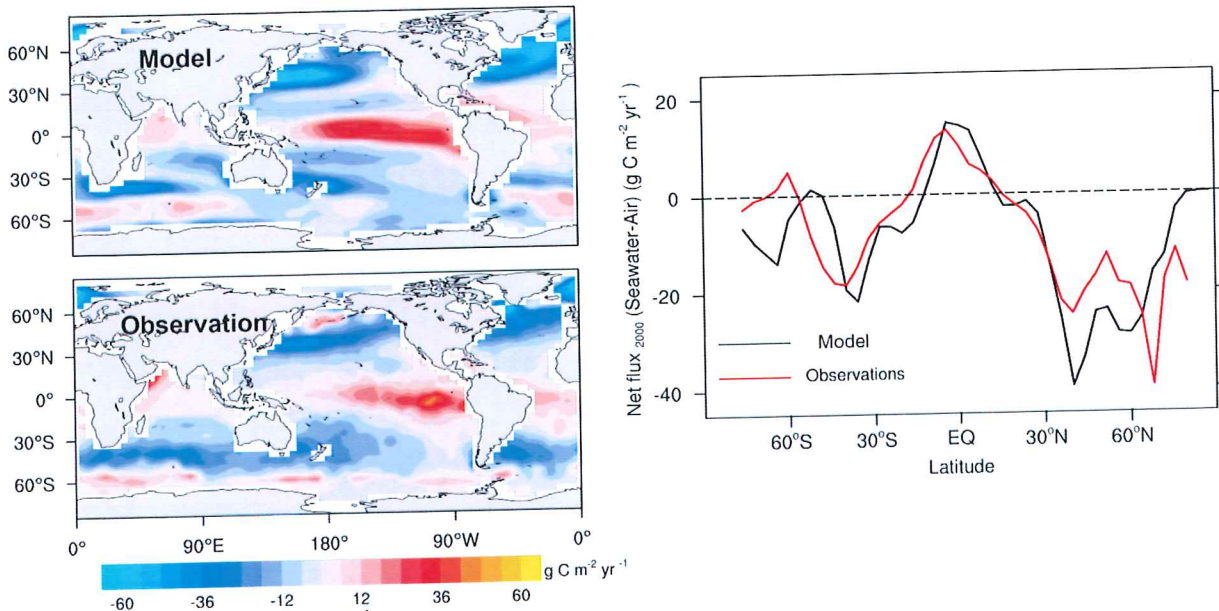 60°N
Model
30°N
0°
30°S
60°S
60°N
Observation
30°N
0°
30°S
60°S
0°
90°E
180°
90°W
0°
-60
-36
-12
12
36
60
g C m-2 yr -1
Net flux 2000 (Seawater-Air) (g C m-2 yr-1)
20
0
-20
-40
Model
Observations
60°S
30°S
EQ
30°N
60°N
Latitude